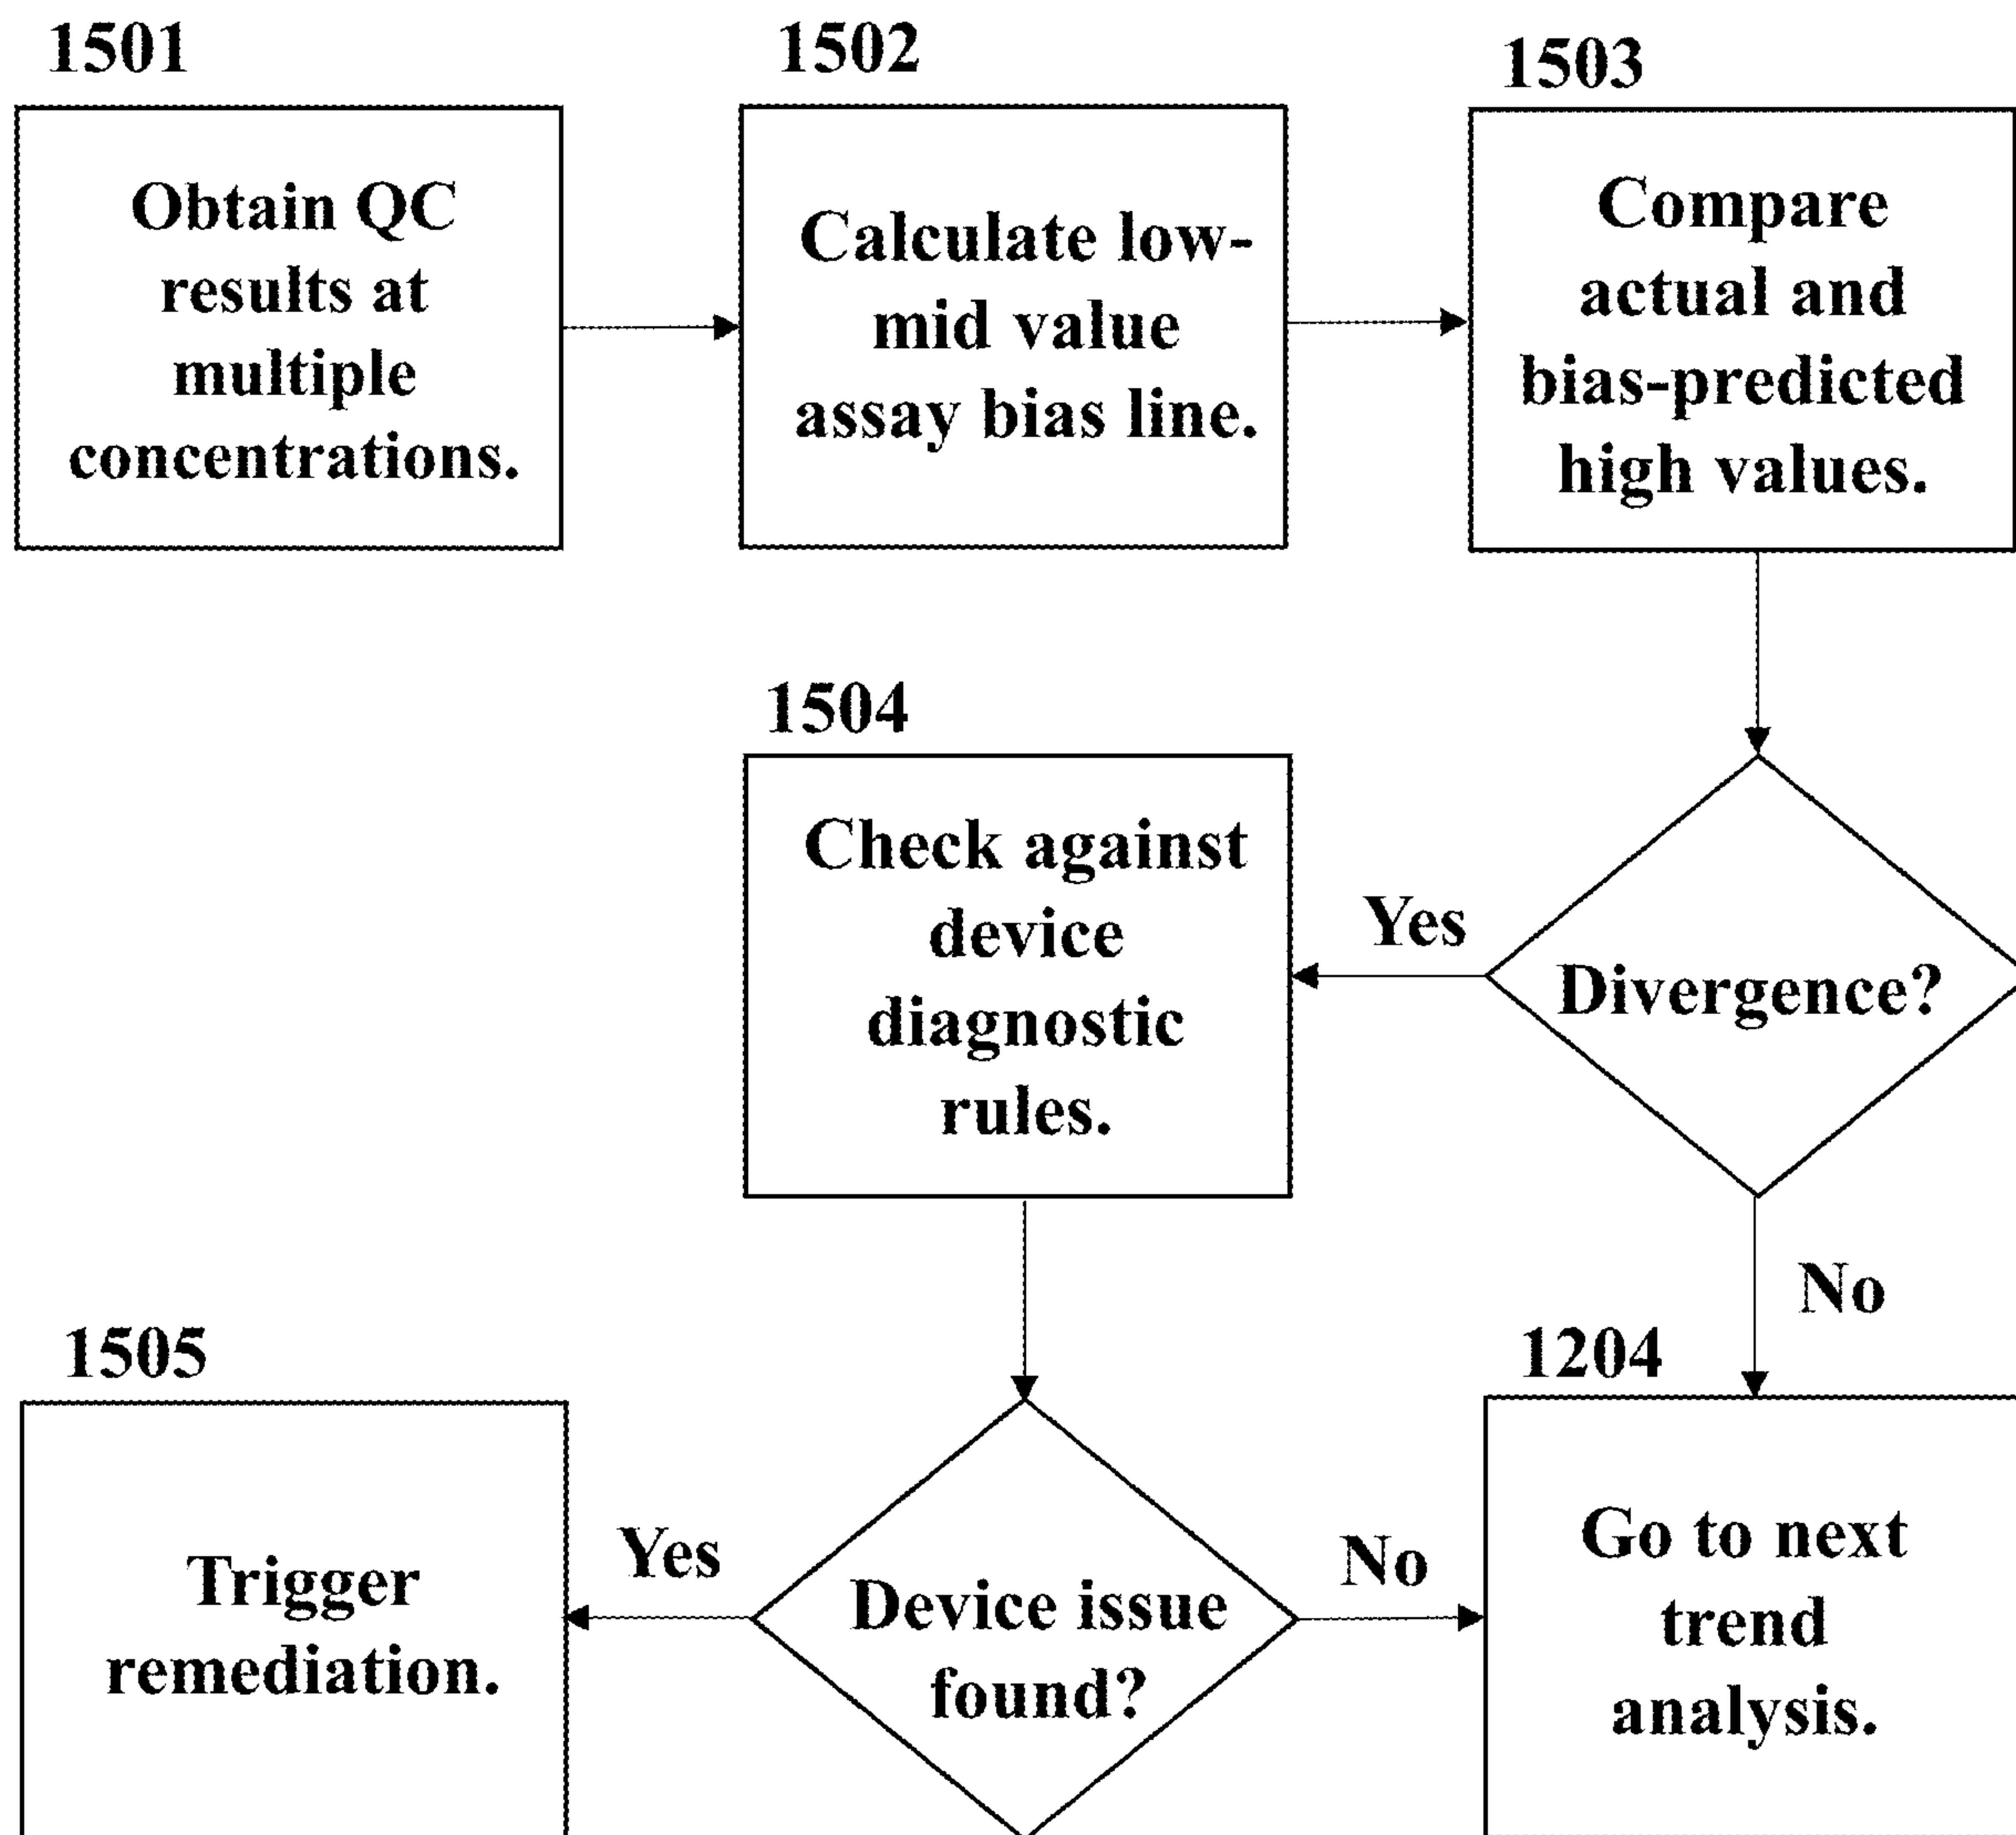 1501
Obtain QC
results at
multiple
concentrations.
1502
Calculate low-
mid value
assay bias line.
1503
Compare
actual and
bias-predicted
high values.
Divergence?
Yes
No
1504
Check against
device
diagnostic
rules.
Device issue
found?
Yes
No
1505
Trigger
remediation.
1204
Go to next
trend
analysis.